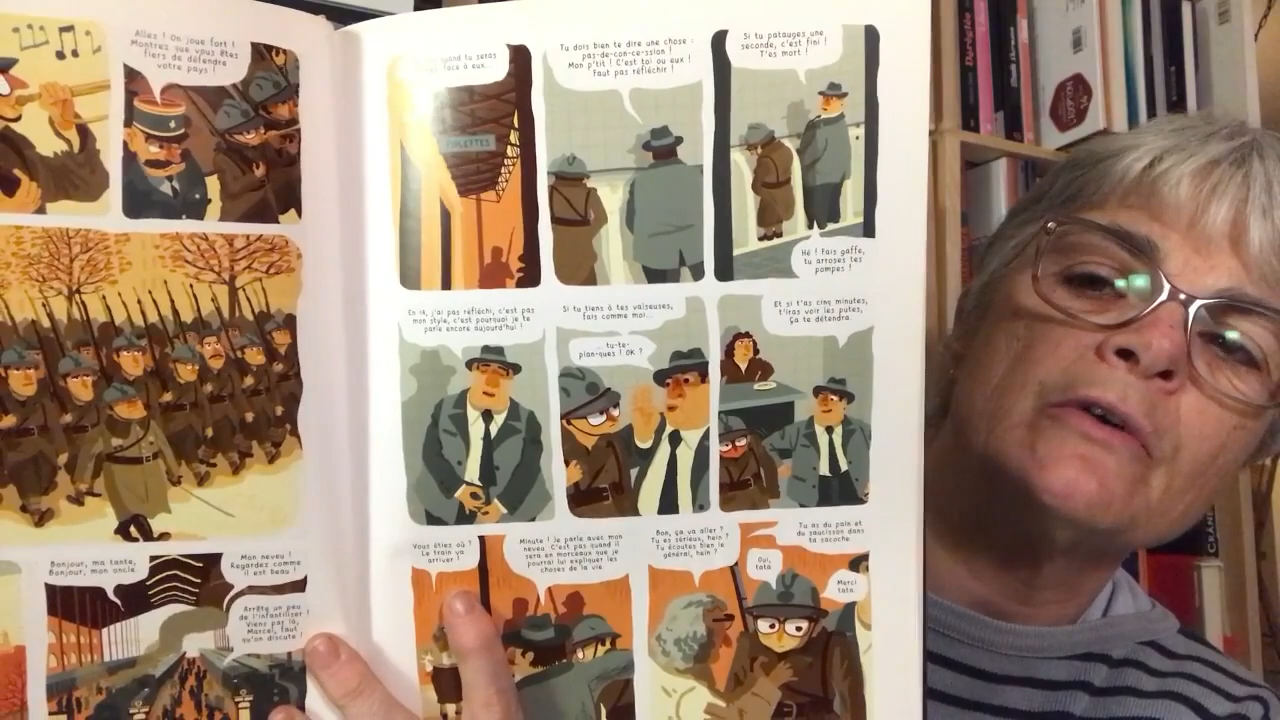 Allez ! On joue fort !
Montrez que vous êtes
fiers de défendre
votre pays !
Bonjour, ma tante,
Bonjour, mon oncle.
Mon neveu !
Regardez comme
il est beau !
Arrête un peu
de l'infantiliser !
Viens par là,
Marcel, faut
qu'on discute !
quand tu seras
face à eux...
Tu dois bien te dire une chose :
pas-de-con-ce-ssion !
Mon p'tit ! C'est toi ou eux !
Faut pas réfléchir !
Si tu patauges une
seconde, c'est fini !
T'es mort !
Hé ! Fais gaffe,
tu arroses tes
pompes !
En 14, j'ai pas réfléchi, c'est pas
mon style, c'est pourquoi je te
parle encore aujourd'hui !
Si tu tiens à tes valseuses,
fais comme moi...
... tu-te-
plan-ques ! OK ?
Et si t'as cinq minutes,
t'iras voir les putes,
ça te détendra.
Vous étiez où ?
Le train va
arriver !
Minute ! Je parle avec mon
neveu. C'est pas quand il
sera en morceaux que je
pourrai lui expliquer les
choses de la vie.
Bon, ça va aller ?
Tu es sérieux, hein ?
Tu écoutes bien le
général, hein ?
Oui,
tata.
Tu as du pain et
du saucisson dans ta
sacoche.
Merci
tata.